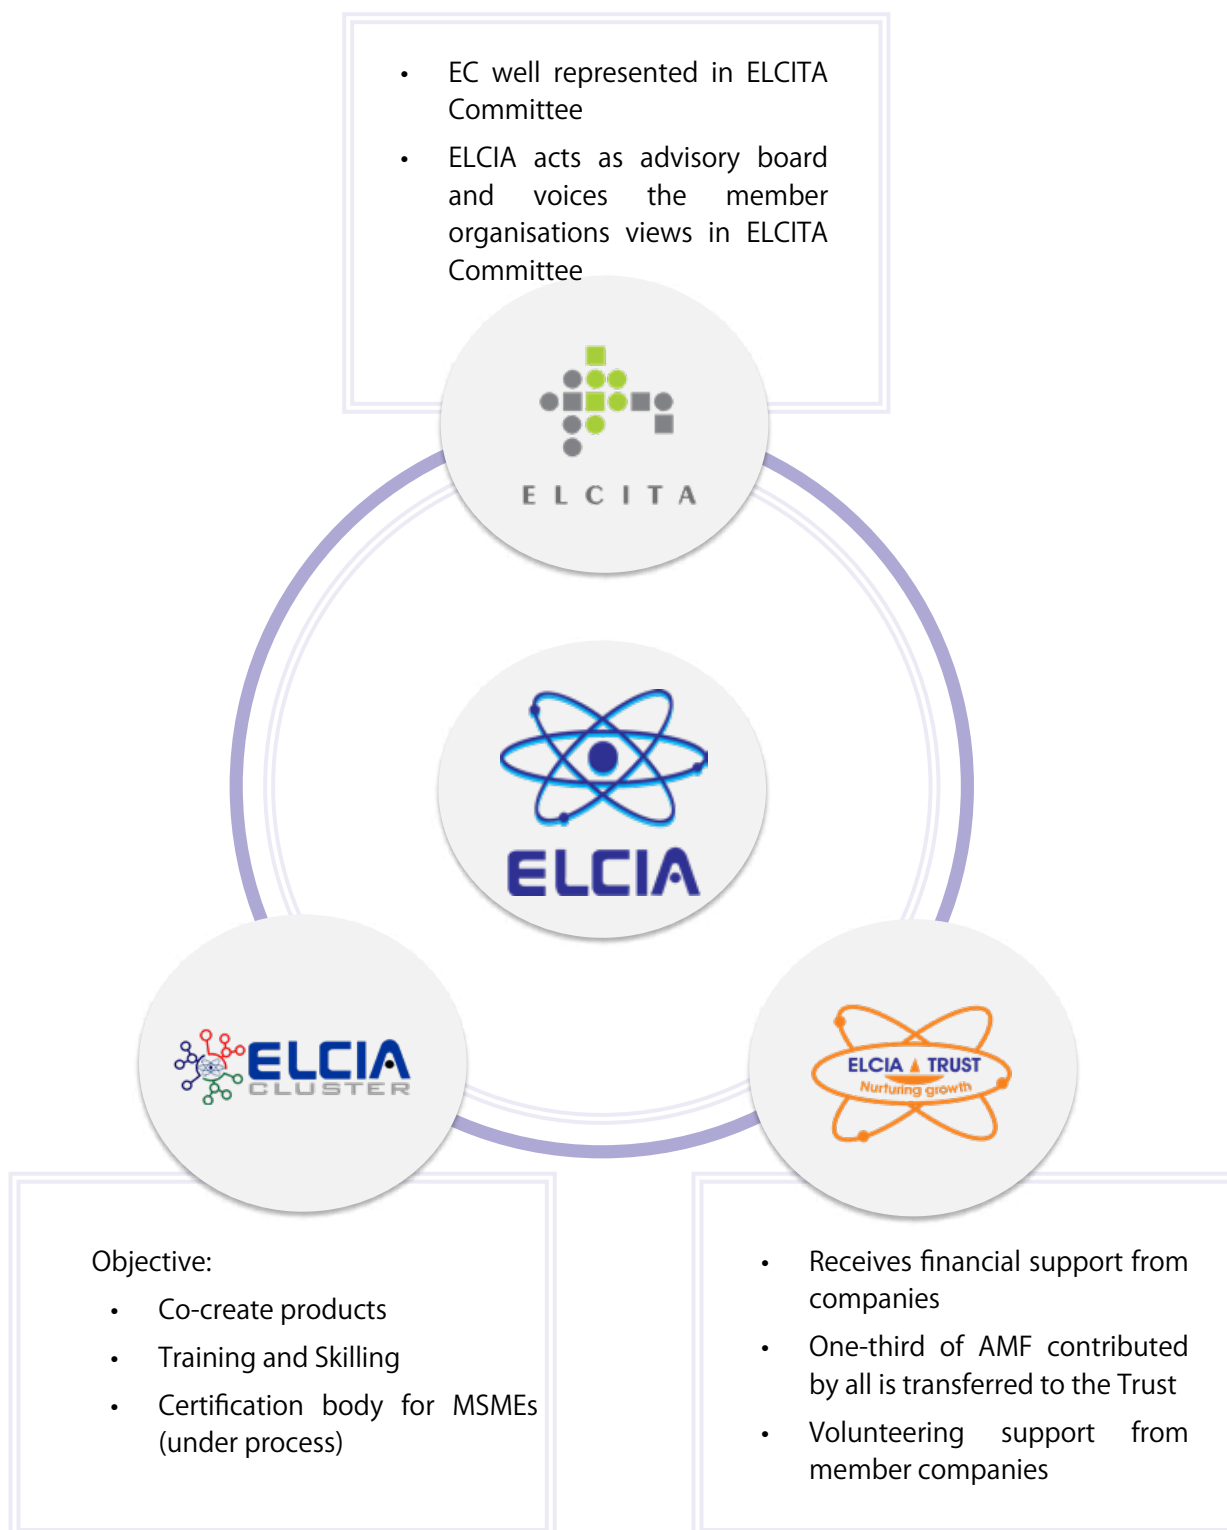 • EC well represented in ELCITA
Committee
• ELCIA acts as advisory board
and voices the member
organisations views in ELCITA
Committee
ELCITA
ELCIA
ELCIA
CLUSTER
ELCIA TRUST
Nurturing growth
Objective:
• Co-create products
• Training and Skilling
• Certification body for MSMEs
(under process)
• Receives financial support from
companies
• One-third of AMF contributed
by all is transferred to the Trust
• Volunteering support from
member companies